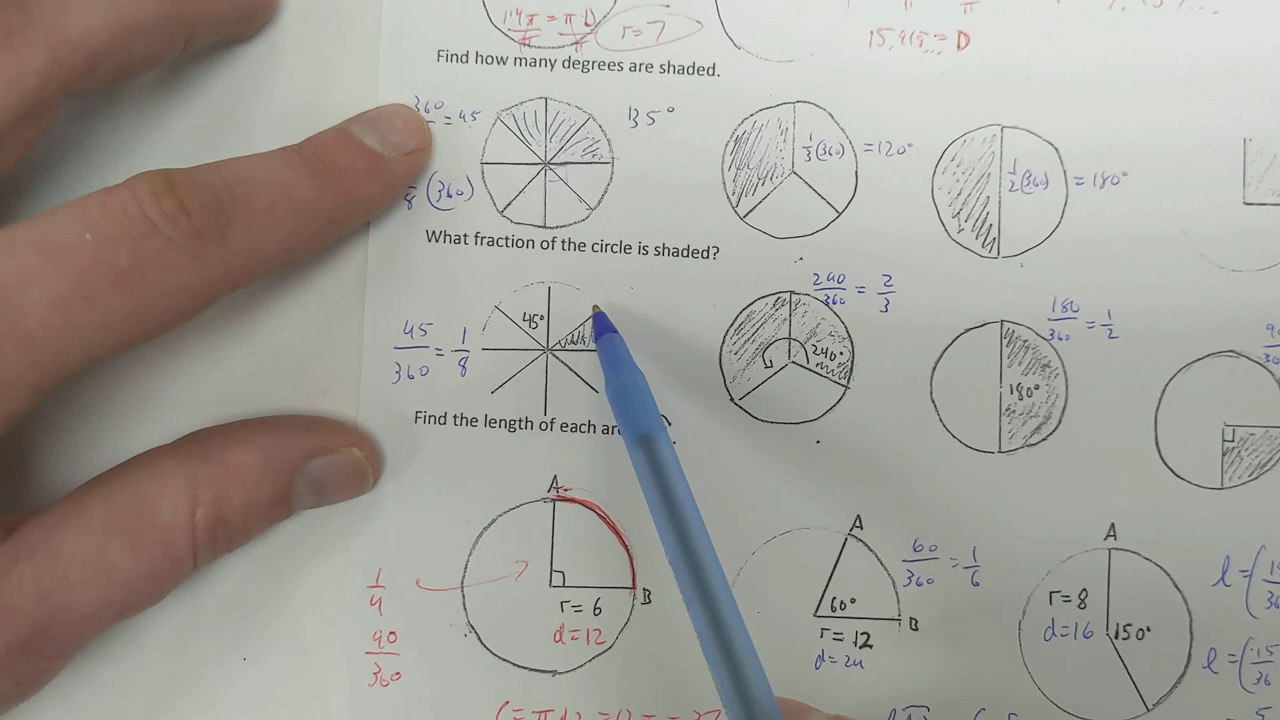 1.4π = π D
π π
r=7
π π
15.915... = D
Find how many degrees are shaded.
360
= 45
8 (360)
135°
1/3 (360) = 120°
1/2 (360) = 180°
What fraction of the circle is shaded?
45/360 = 1/8
45°
240/360 = 2/3
240°
180/360 = 1/2
180°
Find the length of each
A
B
r = 6
d = 12
1/4
90/360
A
B
60°
r = 12
d = 24
60/360 = 1/6
A
r = 8
d = 16
150°